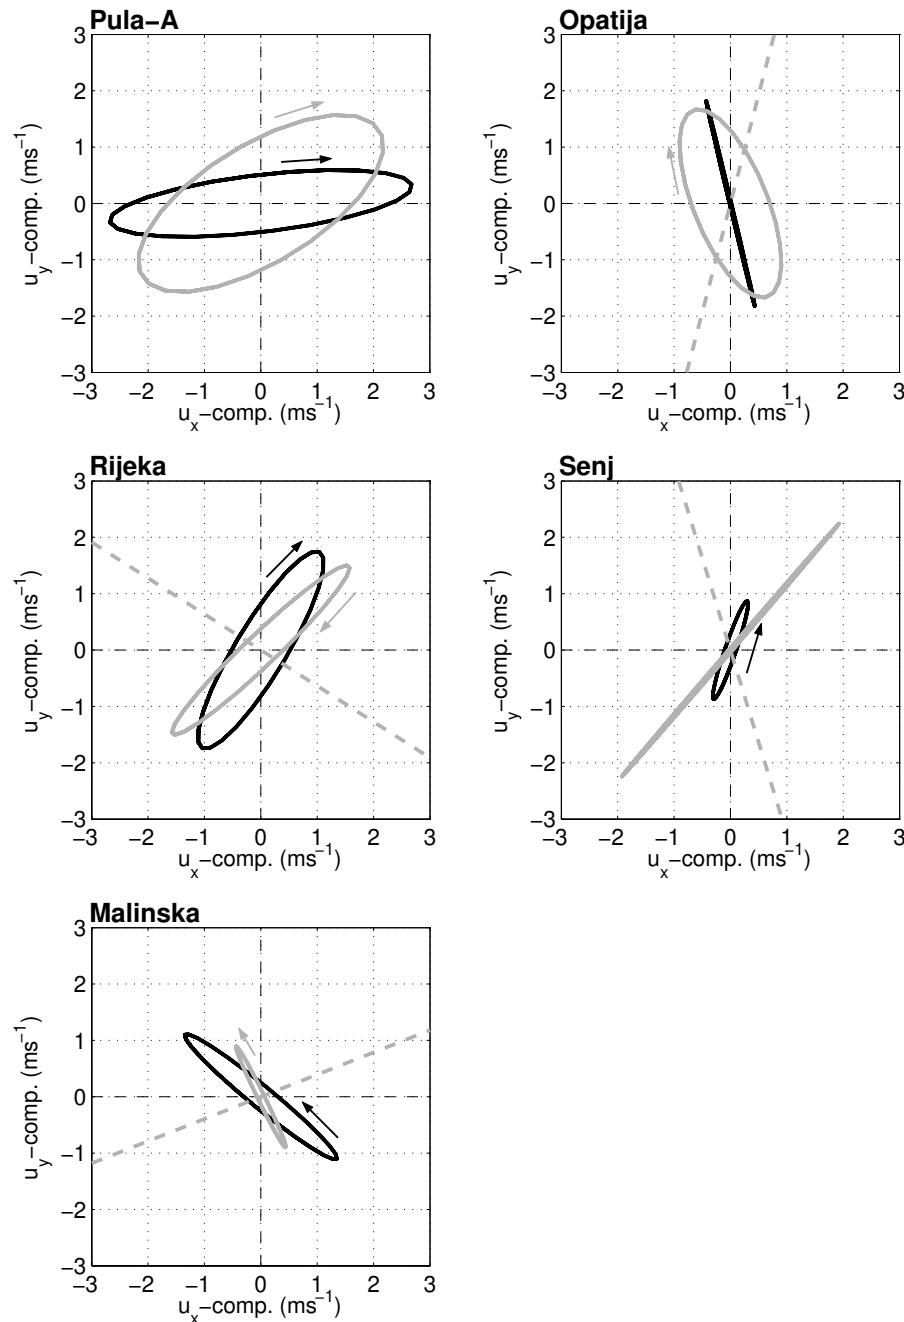 Pula−A
3
2
1
0
−1
−2
−3
−3 −2 −1 0 1 2 3
u_x−comp. (ms⁻¹)
u_y−comp. (ms⁻¹)
Opatija
3
2
1
0
−1
−2
−3
−3 −2 −1 0 1 2 3
u_x−comp. (ms⁻¹)
u_y−comp. (ms⁻¹)
Rijeka
3
2
1
0
−1
−2
−3
−3 −2 −1 0 1 2 3
u_x−comp. (ms⁻¹)
u_y−comp. (ms⁻¹)
Senj
3
2
1
0
−1
−2
−3
−3 −2 −1 0 1 2 3
u_x−comp. (ms⁻¹)
u_y−comp. (ms⁻¹)
Malinska
3
2
1
0
−1
−2
−3
−3 −2 −1 0 1 2 3
u_x−comp. (ms⁻¹)
u_y−comp. (ms⁻¹)